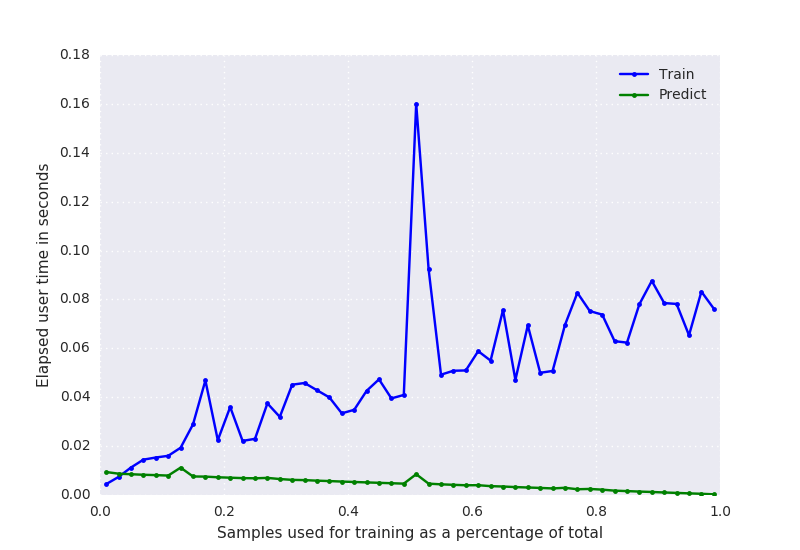 0.18
0.16
0.14
0.12
0.10
0.08
0.06
0.04
0.02
0.00
Elapsed user time in seconds
Train
Predict
0.0 0.2 0.4 0.6 0.8 1.0
Samples used for training as a percentage of total